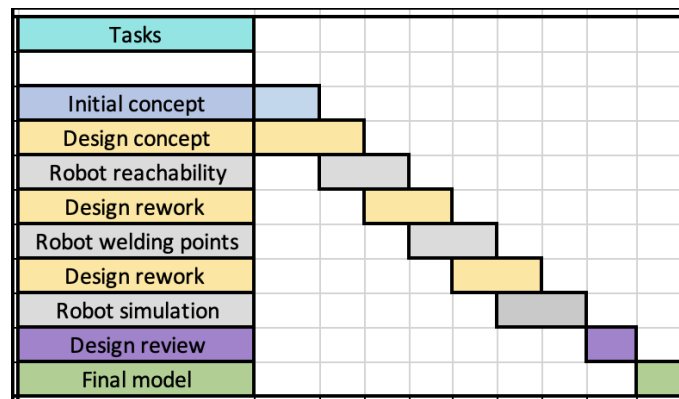 Tasks
Initial concept
Design concept
Robot reachability
Design rework
Robot welding points
Design rework
Robot simulation
Design review
Final model